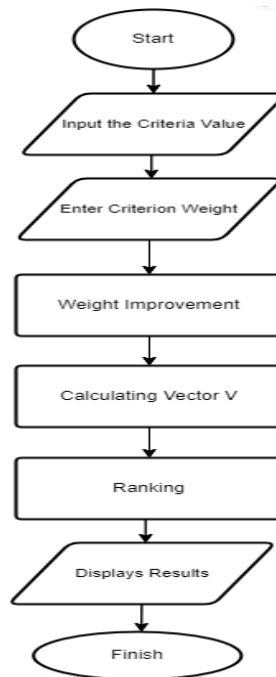 Start
Input the Criteria Value
Enter Criterion Weight
Weight Improvement
Calculating Vector V
Ranking
Displays Results
Finish